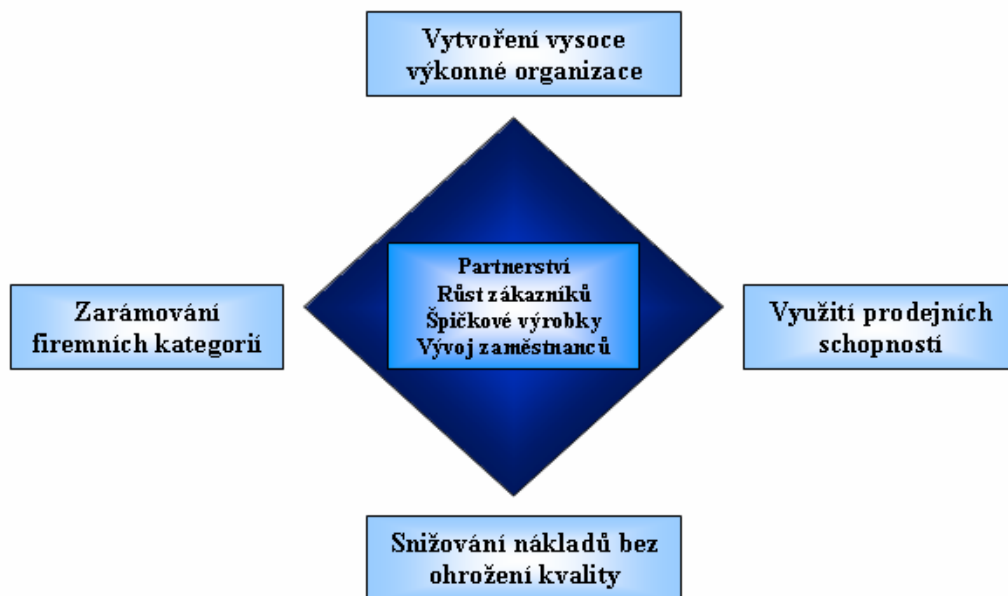 Vytvoření vysoce
výkonné organizace
Partnerství
Růst zákazníků
Špičkové výrobky
Vývoj zaměstnanců
Zarámování
firemních kategorií
Využití prodejních
schopností
Snižování nákladů bez
ohrožení kvality